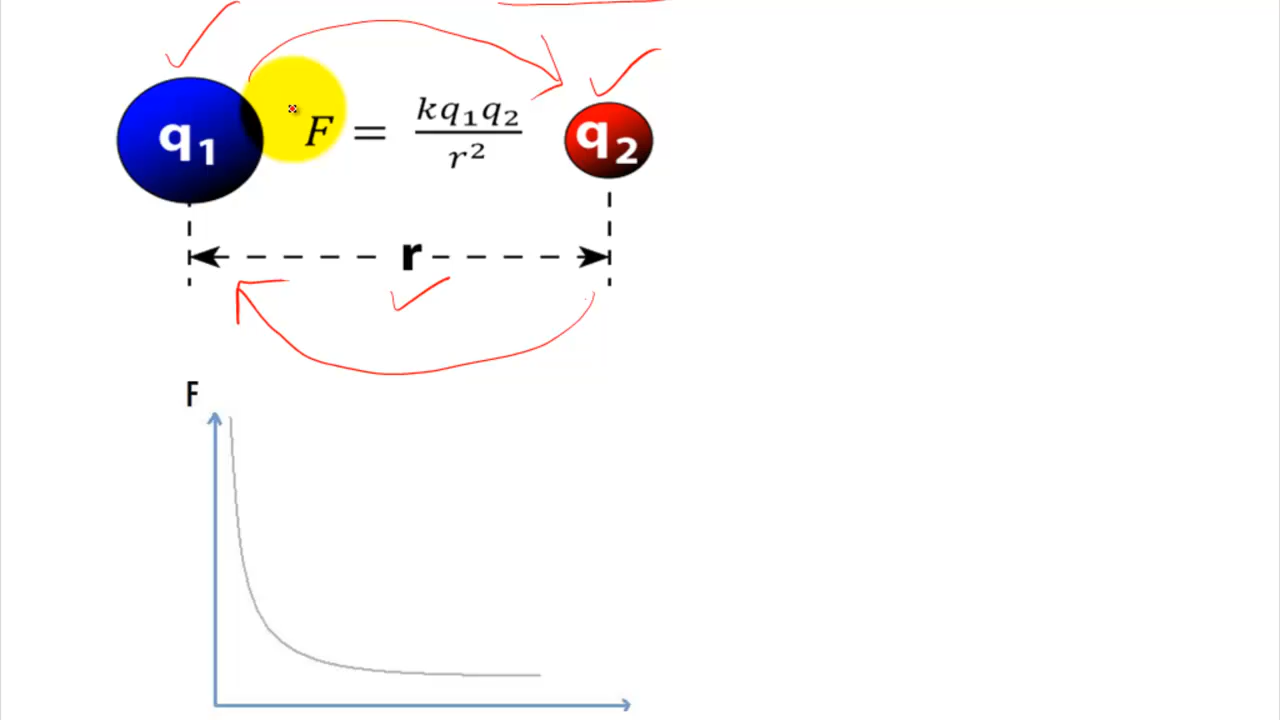 q₁
F = kq₁q₂/r²
q₂
r
F